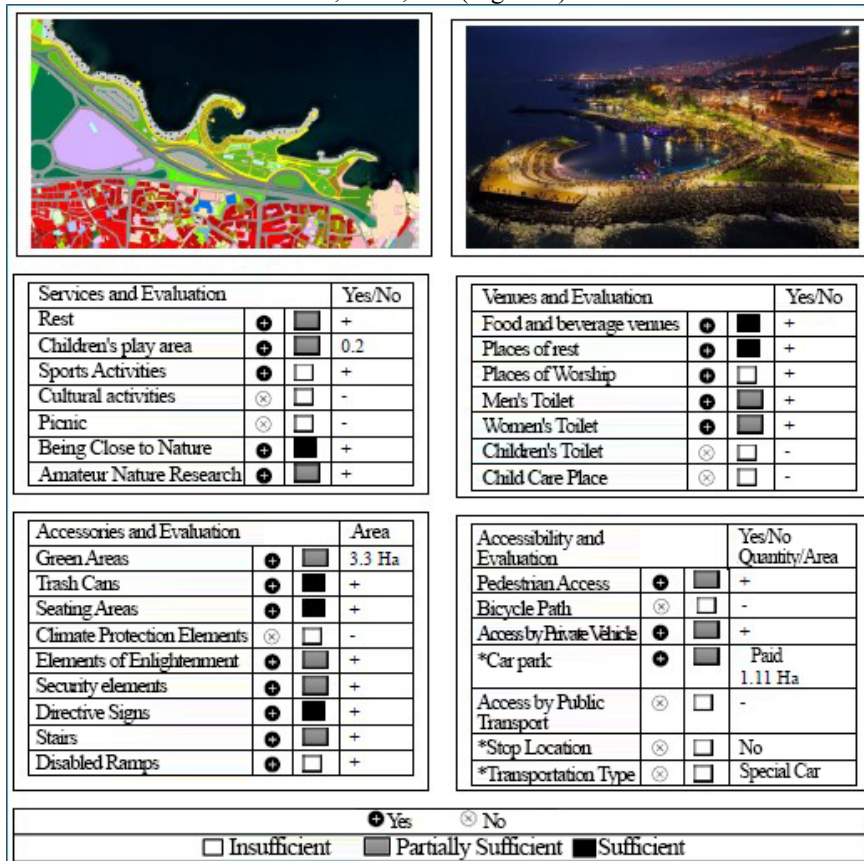 Services and Evaluation Yes/No
Rest +
Children's play area 0.2
Sports Activities +
Cultural activities -
Picnic -
Being Close to Nature +
Amateur Nature Research +
Venues and Evaluation Yes/No
Food and beverage venues +
Places of rest +
Places of Worship +
Men's Toilet +
Women's Toilet +
Children's Toilet -
Child Care Place -
Accessories and Evaluation Area
Green Areas 3.3 Ha
Trash Cans +
Seating Areas +
Climate Protection Elements -
Elements of Enlightenment +
Security elements +
Directive Signs +
Stairs +
Disabled Ramps +
Accessibility and Yes/No
Evaluation Quantity/Area
Pedestrian Access +
Bicycle Path -
Access by Private Vehicle +
*Car park Paid
1.11 Ha
Access by Public -
Transport
*Stop Location No
*Transportation Type Special Car
Yes No
Insufficient Partially Sufficient Sufficient